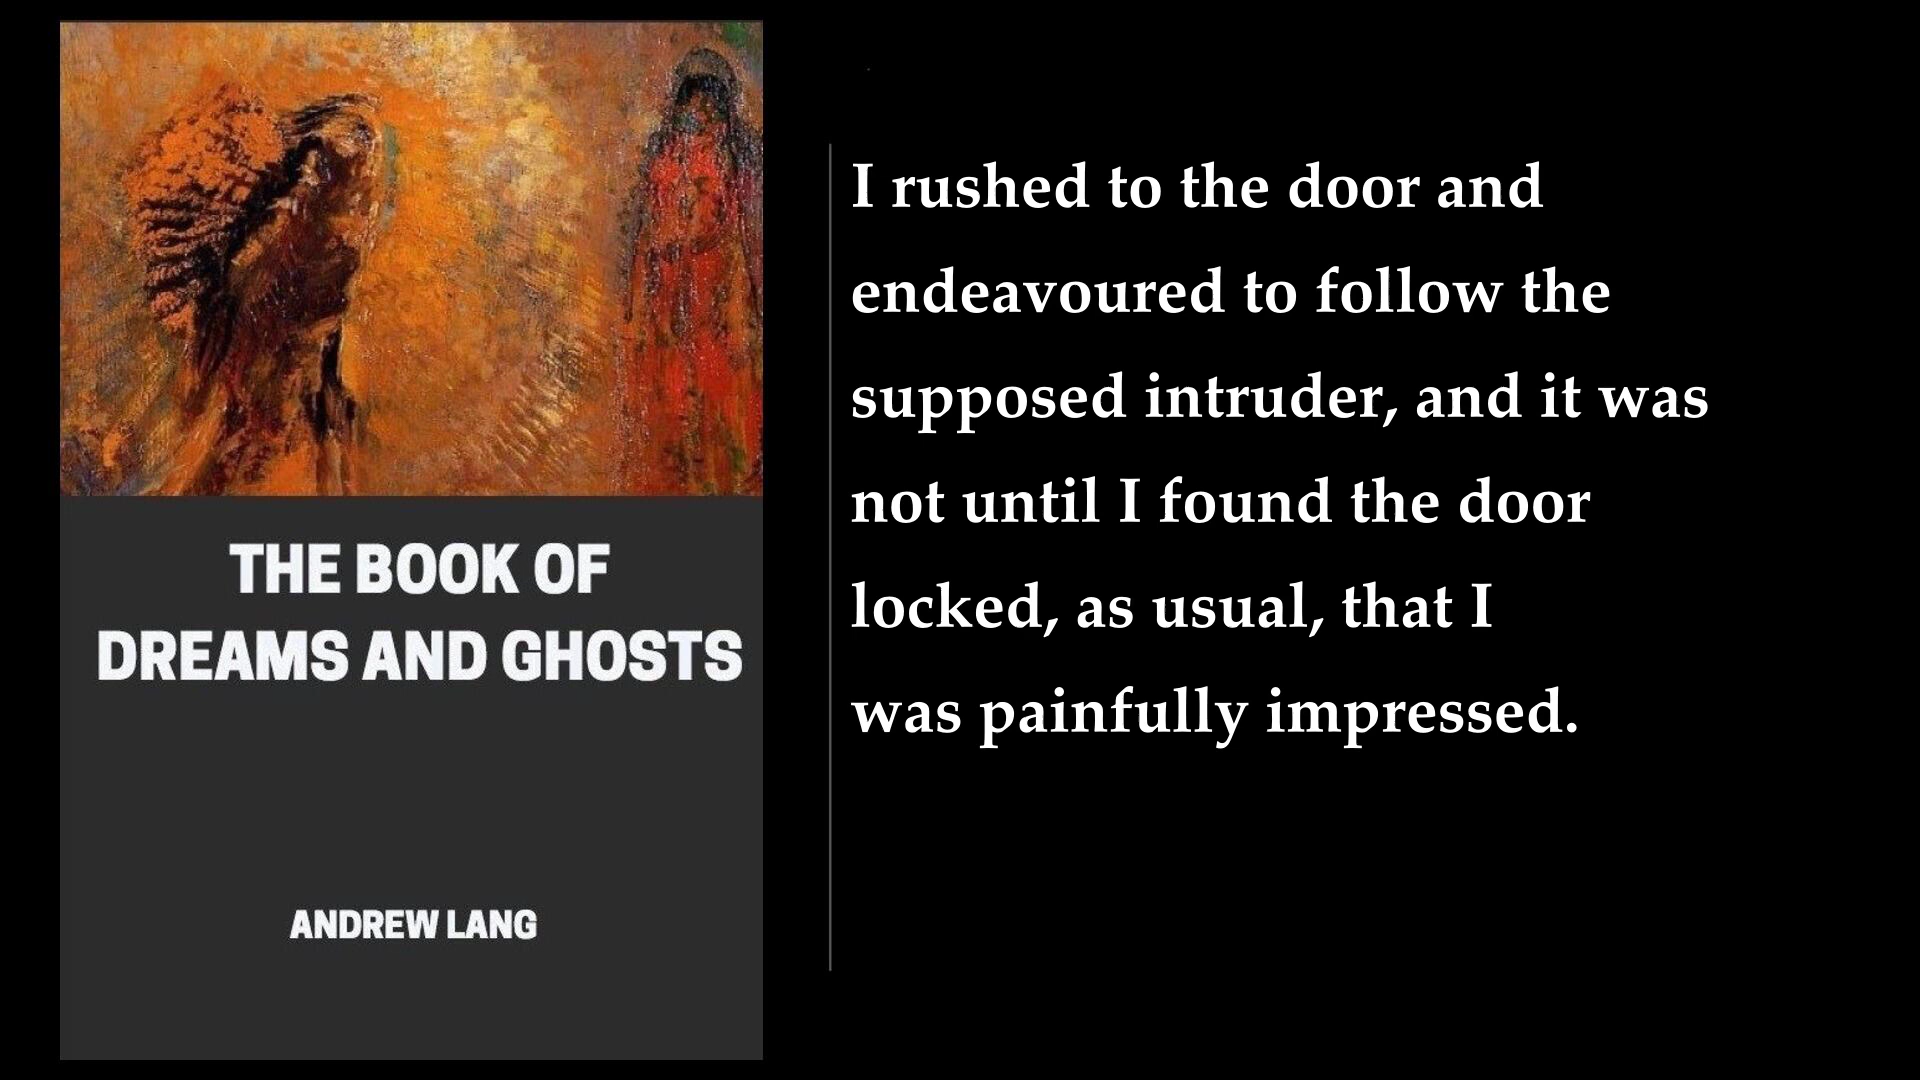 THE BOOK OF
DREAMS AND GHOSTS
ANDREW LANG
I rushed to the door and
endeavoured to follow the
supposed intruder, and it was
not until I found the door
locked, as usual, that I
was painfully impressed.